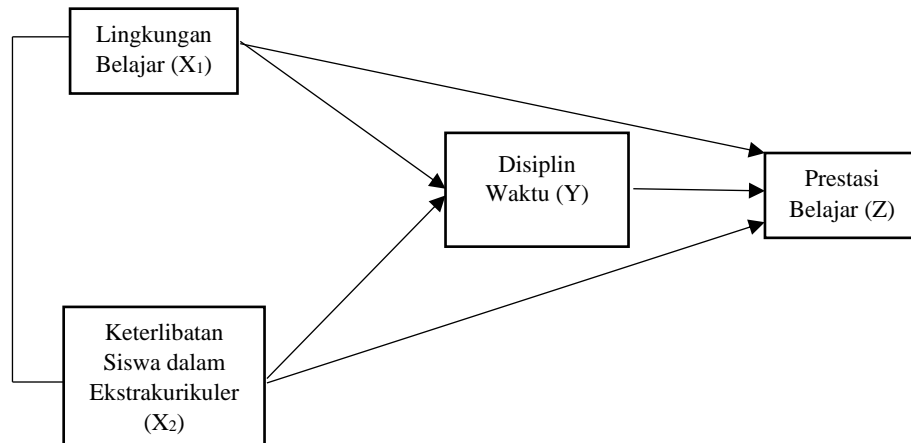 Lingkungan
Belajar (X₁)
Disiplin
Waktu (Y)
Prestasi
Belajar (Z)
Keterlibatan
Siswa dalam
Ekstrakurikuler
(X₂)